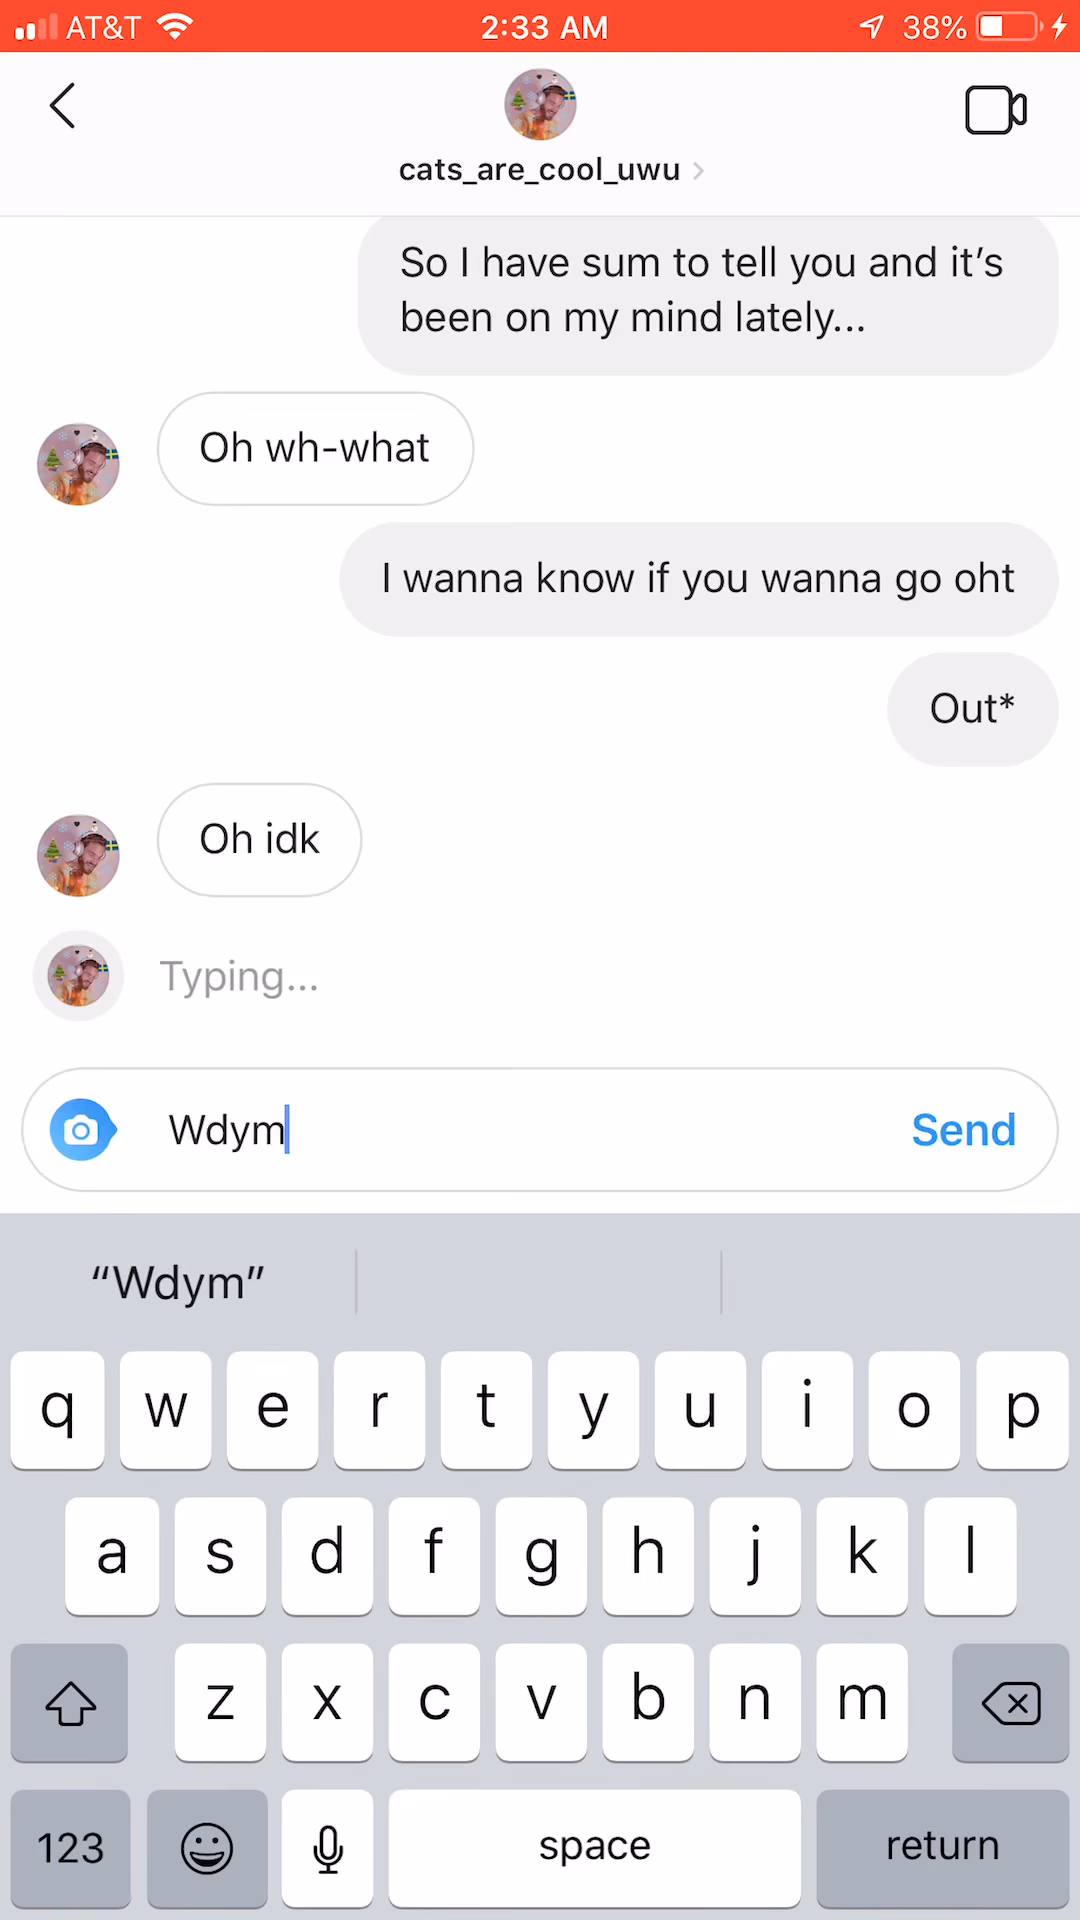 AT&T 2:33 AM 38%
cats_are_cool_uwu
So I have sum to tell you and it’s
been on my mind lately...
Oh wh-what
I wanna know if you wanna go oht
Out*
Oh idk
Typing...
Wdym Send
“Wdym”
q w e r t y u i o p
a s d f g h j k l
z x c v b n m
123 space return